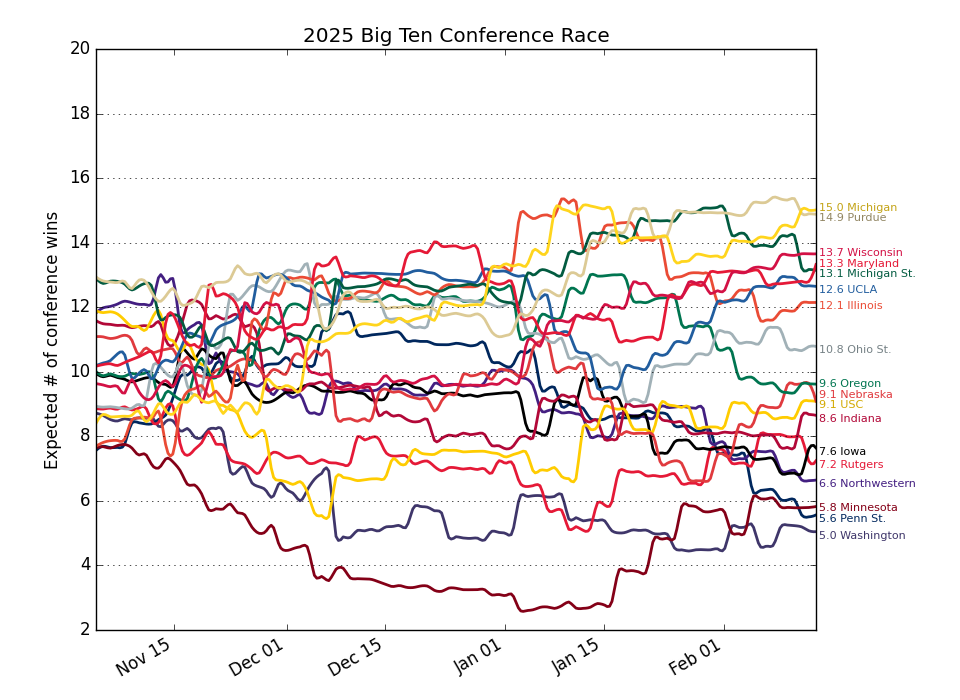 2025 Big Ten Conference Race
Expected # of conference wins
20
18
16
14
12
10
8
6
4
2
Nov 15
Dec 01
Dec 15
Jan 01
Jan 15
Feb 01
15.0 Michigan
14.9 Purdue
13.7 Wisconsin
13.3 Maryland
13.1 Michigan St.
12.6 UCLA
12.1 Illinois
10.8 Ohio St.
9.6 Oregon
9.1 Nebraska
9.1 USC
8.6 Indiana
7.6 Iowa
7.2 Rutgers
6.6 Northwestern
5.8 Minnesota
5.6 Penn St.
5.0 Washington